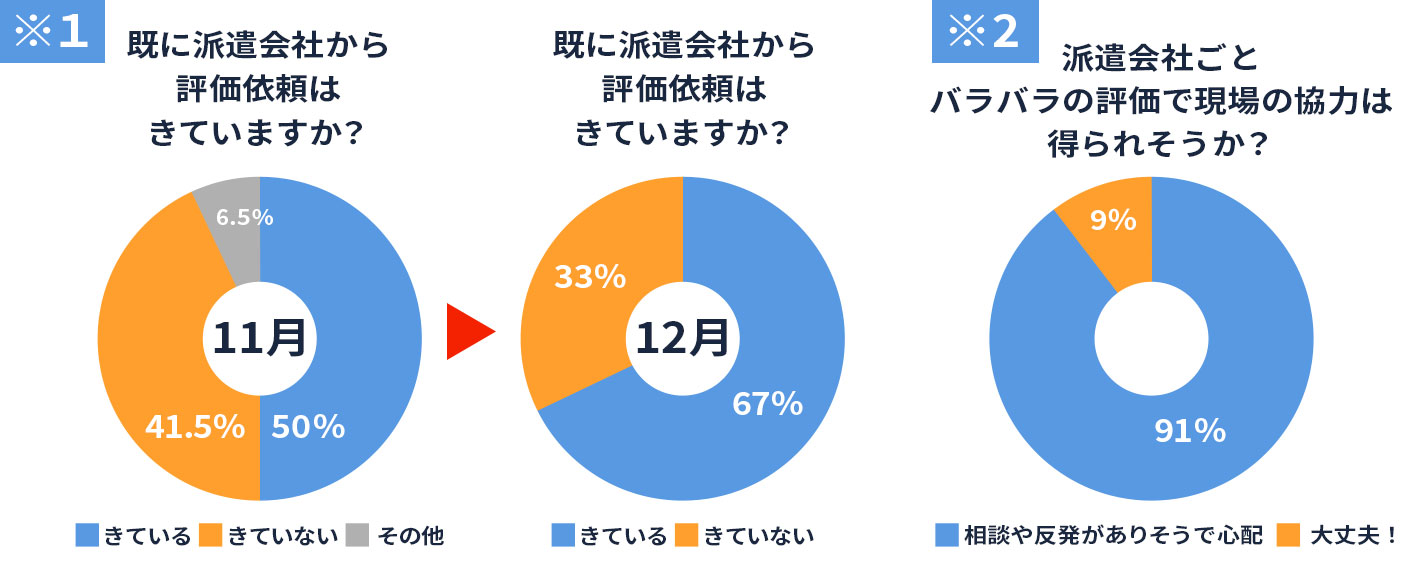 ※1
既に派遣会社から
評価依頼は
きていますか？
6.5%
11月
41.5%
50%
きている
きていない
その他
既に派遣会社から
評価依頼は
きていますか？
33%
12月
67%
きている
きていない
※2
派遣会社ごと
バラバラの評価で現場の協力は
得られそうか？
9%
91%
相談や反発がありそうで心配
大丈夫！